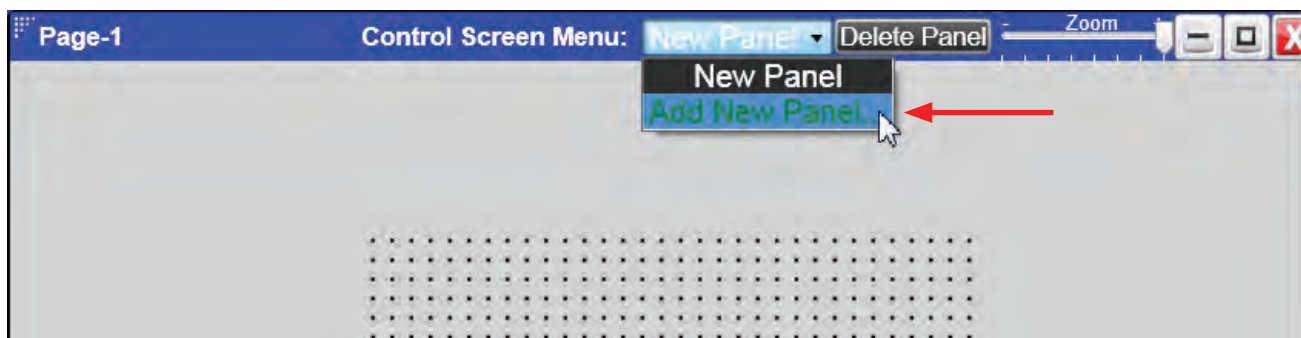 Page-1 Control Screen Menu: New Panel Delete Panel - Zoom +
New Panel
Add New Panel...